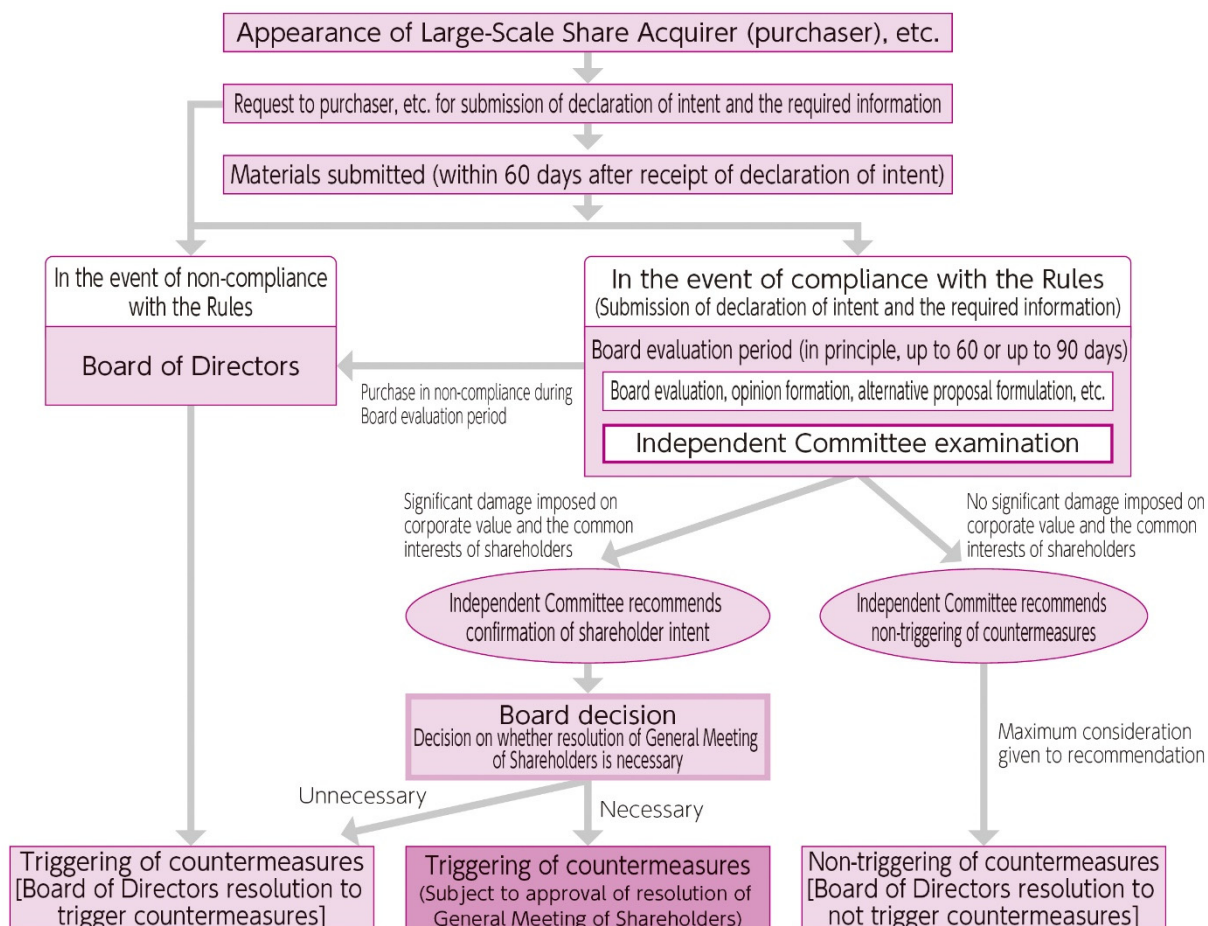 Appearance of Large-Scale Share Acquirer (purchaser), etc.
Request to purchaser, etc. for submission of declaration of intent and the required information
Materials submitted (within 60 days after receipt of declaration of intent)
In the event of non-compliance
with the Rules
Board of Directors
In the event of compliance with the Rules
(Submission of declaration of intent and the required information)
Board evaluation period (in principle, up to 60 or up to 90 days)
Board evaluation, opinion formation, alternative proposal formulation, etc.
Independent Committee examination
Purchase in non-compliance during
Board evaluation period
Significant damage imposed on
corporate value and the common
interests of shareholders
No significant damage imposed on
corporate value and the common
interests of shareholders
Independent Committee recommends
confirmation of shareholder intent
Independent Committee recommends
non-triggering of countermeasures
Board decision
Decision on whether resolution of General Meeting
of Shareholders is necessary
Maximum consideration
given to recommendation
Unnecessary
Necessary
Triggering of countermeasures
[Board of Directors resolution to
trigger countermeasures]
Triggering of countermeasures
(Subject to approval of resolution of
General Meeting of Shareholders)
Non-triggering of countermeasures
[Board of Directors resolution to
not trigger countermeasures]